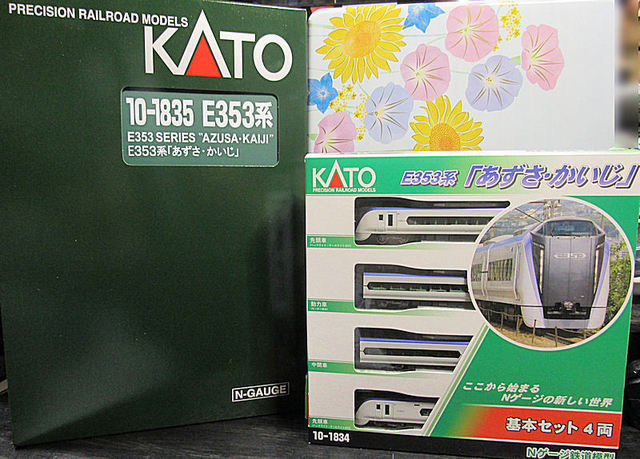 PRECISION RAILROAD MODELS
KATO
10-1835 E353系
E353 SERIES "AZUSA・KAIJI"
E353系「あずさ・かいじ」
N-GAUGE
KATO
PRECISION RAILROAD MODELS
E353系「あずさ・かいじ」
先頭車
動力車
中間車
先頭車
E353
ここから始まる
Nゲージの新しい世界
基本セット4両
10-1834
Nゲージ鉄道模型